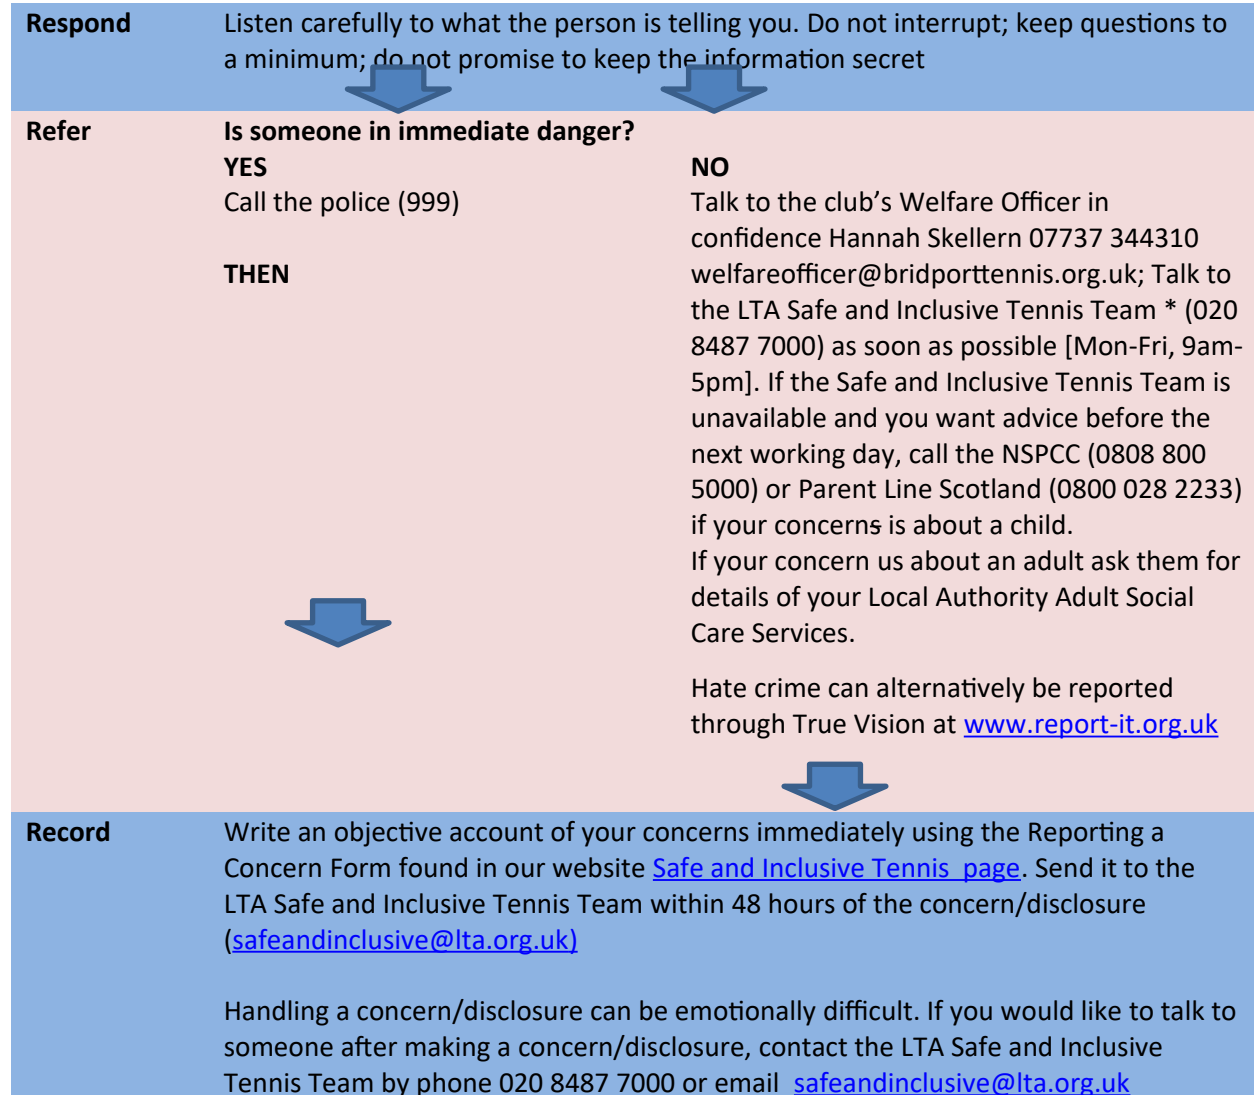 Respond
Listen carefully to what the person is telling you. Do not interrupt; keep questions to
a minimum; do not promise to keep the information secret
Refer
Is someone in immediate danger?
YES
Call the police (999)
THEN
NO
Talk to the club's Welfare Officer in
confidence Hannah Skellern 07737 344310
welfareofficer@bridporttennis.org.uk; Talk to
the LTA Safe and Inclusive Tennis Team * (020
8487 7000) as soon as possible [Mon-Fri, 9am-
5pm]. If the Safe and Inclusive Tennis Team is
unavailable and you want advice before the
next working day, call the NSPCC (0808 800
5000) or Parent Line Scotland (0800 028 2233)
if your concerns is about a child.
If your concern us about an adult ask them for
details of your Local Authority Adult Social
Care Services.
Hate crime can alternatively be reported
through True Vision at www.report-it.org.uk
Record
Write an objective account of your concerns immediately using the Reporting a
Concern Form found in our website Safe and Inclusive Tennis page. Send it to the
LTA Safe and Inclusive Tennis Team within 48 hours of the concern/disclosure
(safeandinclusive@lta.org.uk)
Handling a concern/disclosure can be emotionally difficult. If you would like to talk to
someone after making a concern/disclosure, contact the LTA Safe and Inclusive
Tennis Team by phone 020 8487 7000 or email safeandinclusive@lta.org.uk